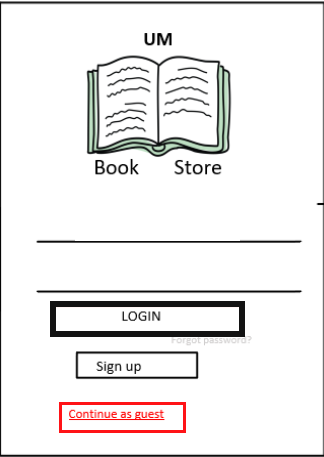 UM
Book Store
LOGIN
Forgot password?
Sign up
Continue as guest